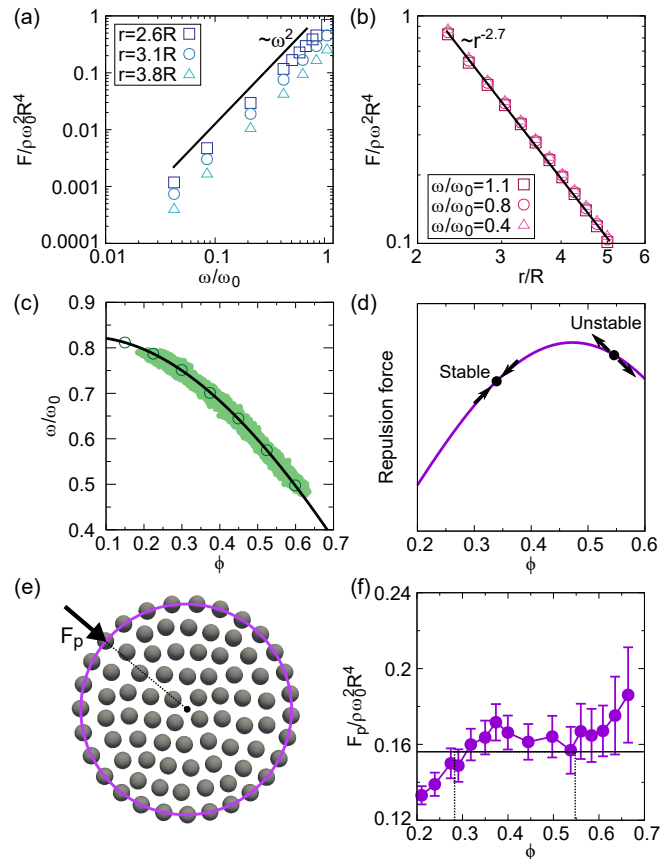 (a)
F/ρω₀²R⁴
1
0.1
0.01
0.001
0.0001
r=2.6R
r=3.1R
r=3.8R
~ω²
0.01
0.1
1
ω/ω₀
(b)
F/ρω²R⁴
1
0.1
~r⁻²·⁷
ω/ω₀=1.1
ω/ω₀=0.8
ω/ω₀=0.4
2 3 4 5 6
r/R
(c)
ω/ω₀
0.9
0.8
0.7
0.6
0.5
0.4
0.1 0.2 0.3 0.4 0.5 0.6 0.7
ϕ
(d)
Repulsion force
Unstable
Stable
0.2 0.3 0.4 0.5 0.6
ϕ
(e)
Fₚ
(f)
Fₚ/ρω₀²R⁴
0.24
0.2
0.16
0.12
0.2 0.3 0.4 0.5 0.6 0.7
ϕ